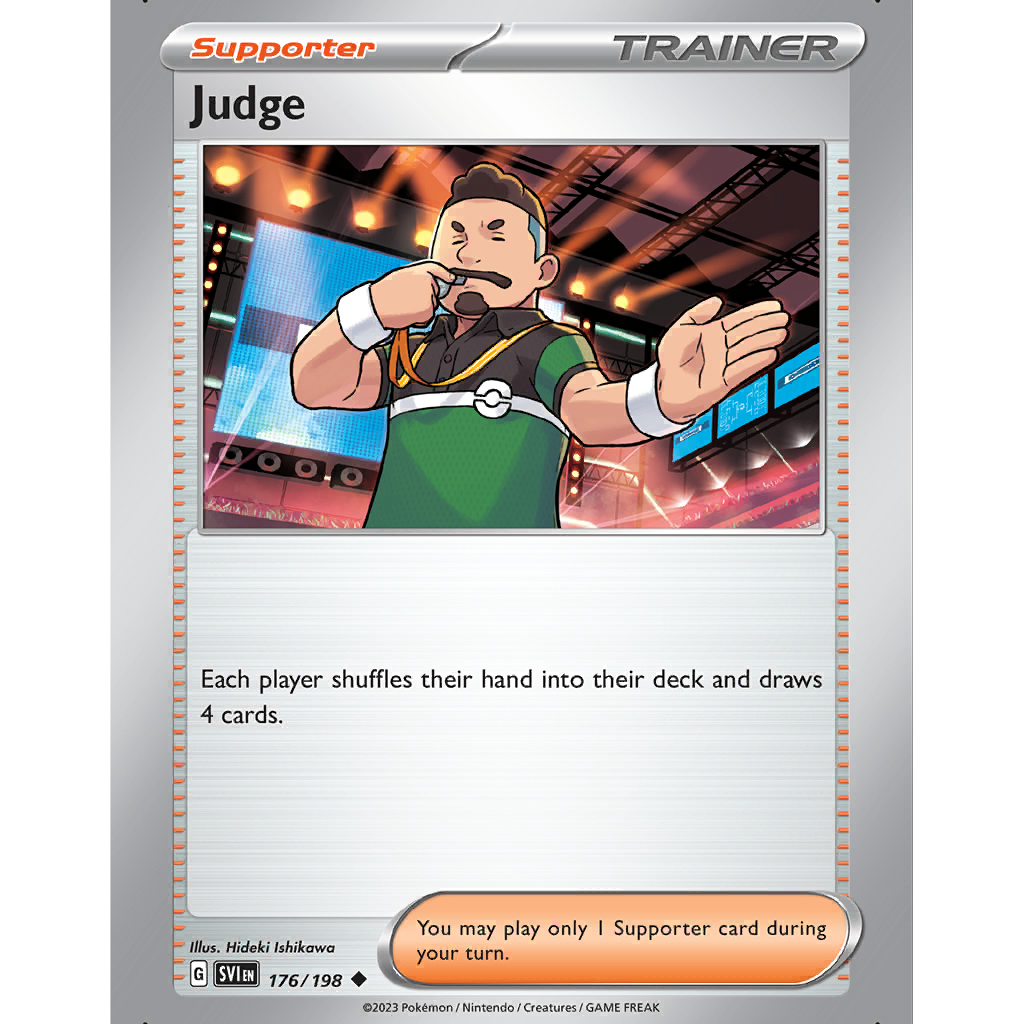 Supporter TRAINER
Judge
Each player shuffles their hand into their deck and draws
4 cards.
You may play only 1 Supporter card during
your turn.
Illus. Hideki Ishikawa
G SVI EN 176/198
©2023 Pokémon / Nintendo / Creatures / GAME FREAK